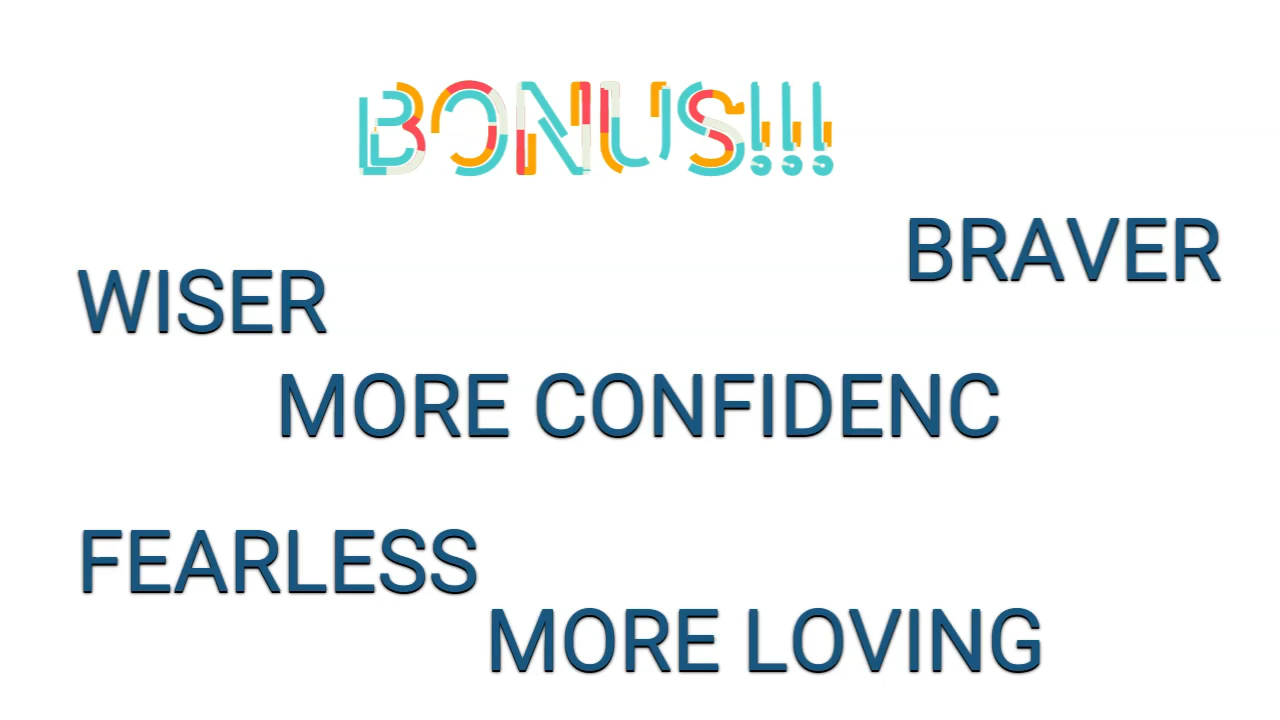 BONUS!!!
BRAVER
WISER
MORE CONFIDENC
FEARLESS
MORE LOVING